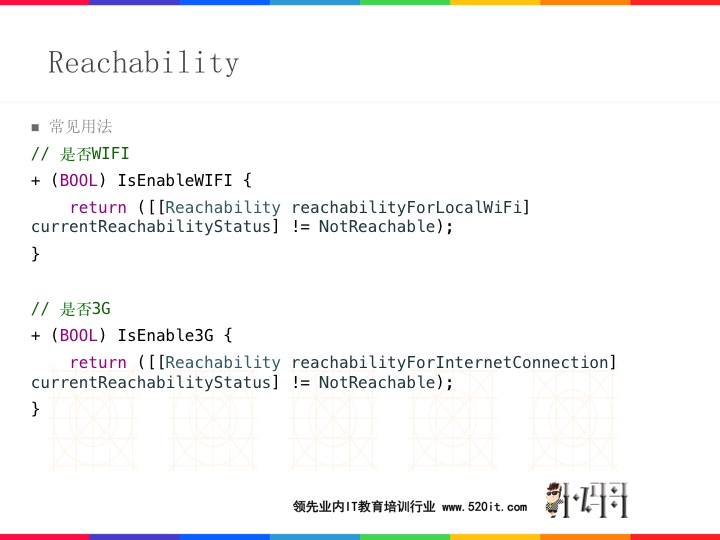 Reachability
■ 常见用法
// 是否WIFI
+ (BOOL) IsEnableWIFI {
    return ([[Reachability reachabilityForLocalWiFi]
currentReachabilityStatus] != NotReachable);
}
// 是否3G
+ (BOOL) IsEnable3G {
    return ([[Reachability reachabilityForInternetConnection]
currentReachabilityStatus] != NotReachable);
}
领先业内IT教育培训行业 www.520it.com
小码哥